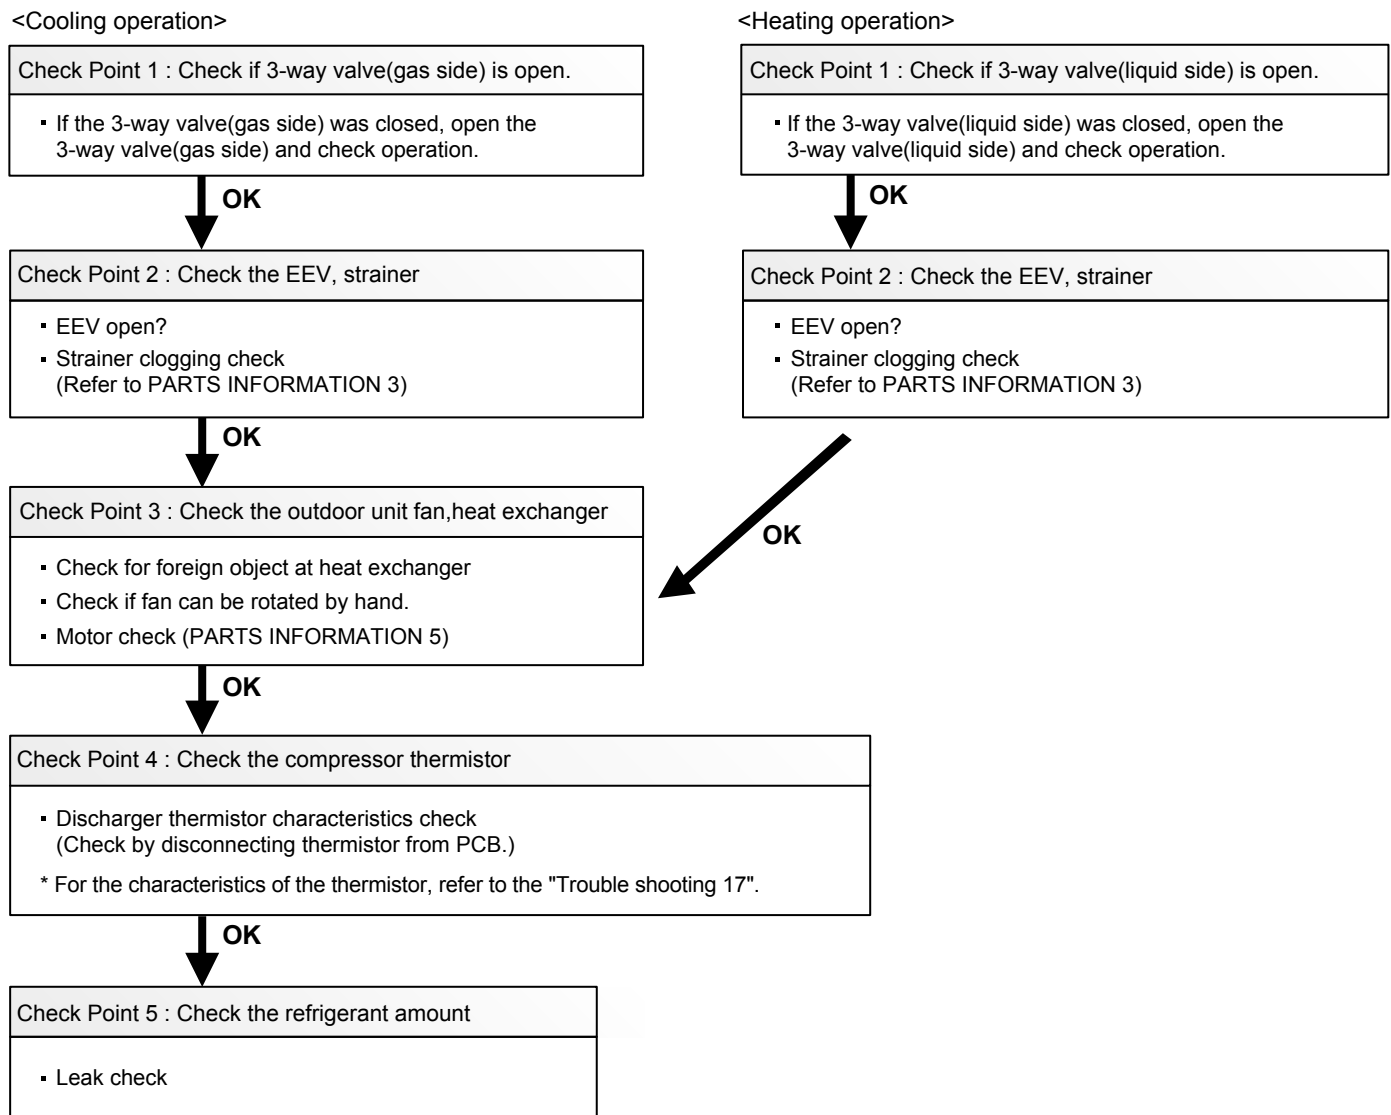 <Cooling operation>
Check Point 1 : Check if 3-way valve(gas side) is open.
▪ If the 3-way valve(gas side) was closed, open the
3-way valve(gas side) and check operation.
OK
Check Point 2 : Check the EEV, strainer
▪ EEV open?
▪ Strainer clogging check
(Refer to PARTS INFORMATION 3)
OK
<Heating operation>
Check Point 1 : Check if 3-way valve(liquid side) is open.
▪ If the 3-way valve(liquid side) was closed, open the
3-way valve(liquid side) and check operation.
OK
Check Point 2 : Check the EEV, strainer
▪ EEV open?
▪ Strainer clogging check
(Refer to PARTS INFORMATION 3)
OK
Check Point 3 : Check the outdoor unit fan,heat exchanger
▪ Check for foreign object at heat exchanger
▪ Check if fan can be rotated by hand.
▪ Motor check (PARTS INFORMATION 5)
OK
Check Point 4 : Check the compressor thermistor
▪ Discharger thermistor characteristics check
(Check by disconnecting thermistor from PCB.)
* For the characteristics of the thermistor, refer to the "Trouble shooting 17".
OK
Check Point 5 : Check the refrigerant amount
▪ Leak check